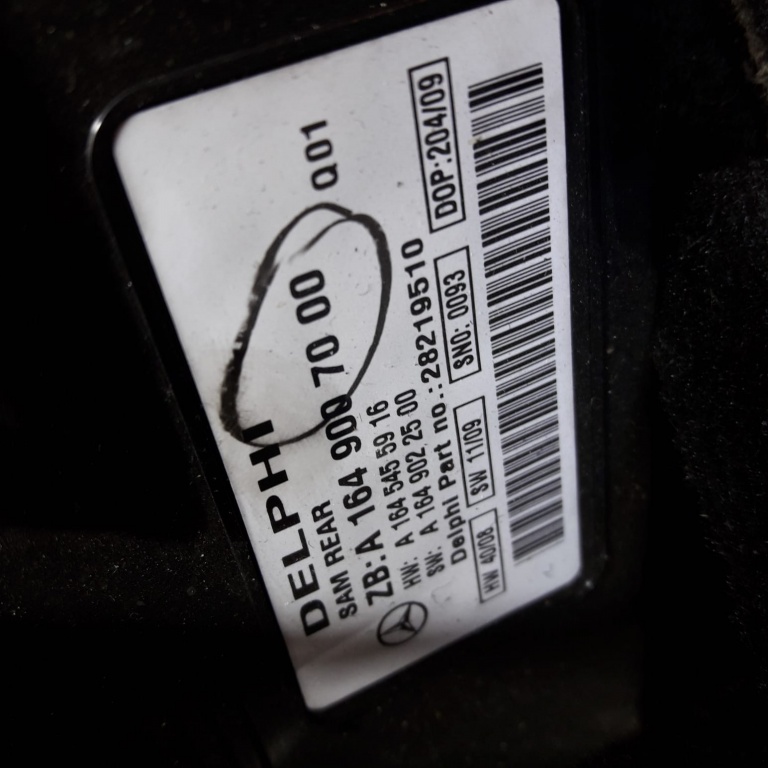 DELPHI
SAM REAR
ZB: A 164 900 70 00 Q01
HW: A 164 545 59 16
SW: A 164 902 25 00
Delphi Part no.: 28219510
HW 40/08 SW 11/09 SNO: 0093 DOP: 204/09